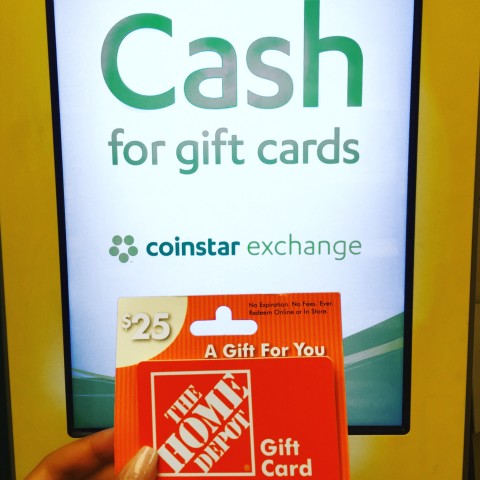 Cash
for gift cards
coinstar exchange
No Expiration. No Fees. Ever.
Redeem Online or In Store.
$25
A Gift For You
THE
HOME
DEPOT
Gift
Card